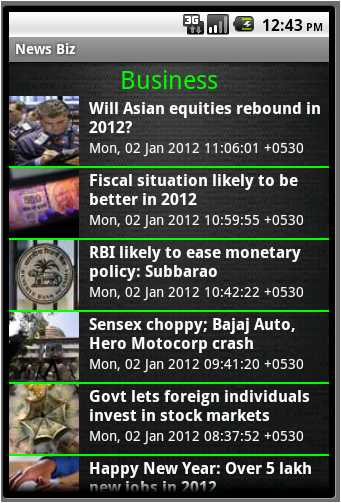 3G 12:43 PM
News Biz
Business
Will Asian equities rebound in
2012?
Mon, 02 Jan 2012 11:06:01 +0530
Fiscal situation likely to be
better in 2012
Mon, 02 Jan 2012 10:59:55 +0530
RBI likely to ease monetary
policy: Subbarao
Mon, 02 Jan 2012 10:42:22 +0530
Sensex choppy; Bajaj Auto,
Hero Motocorp crash
Mon, 02 Jan 2012 09:41:20 +0530
Govt lets foreign individuals
invest in stock markets
Mon, 02 Jan 2012 08:37:52 +0530
Happy New Year: Over 5 lakh
new jobs in 2012